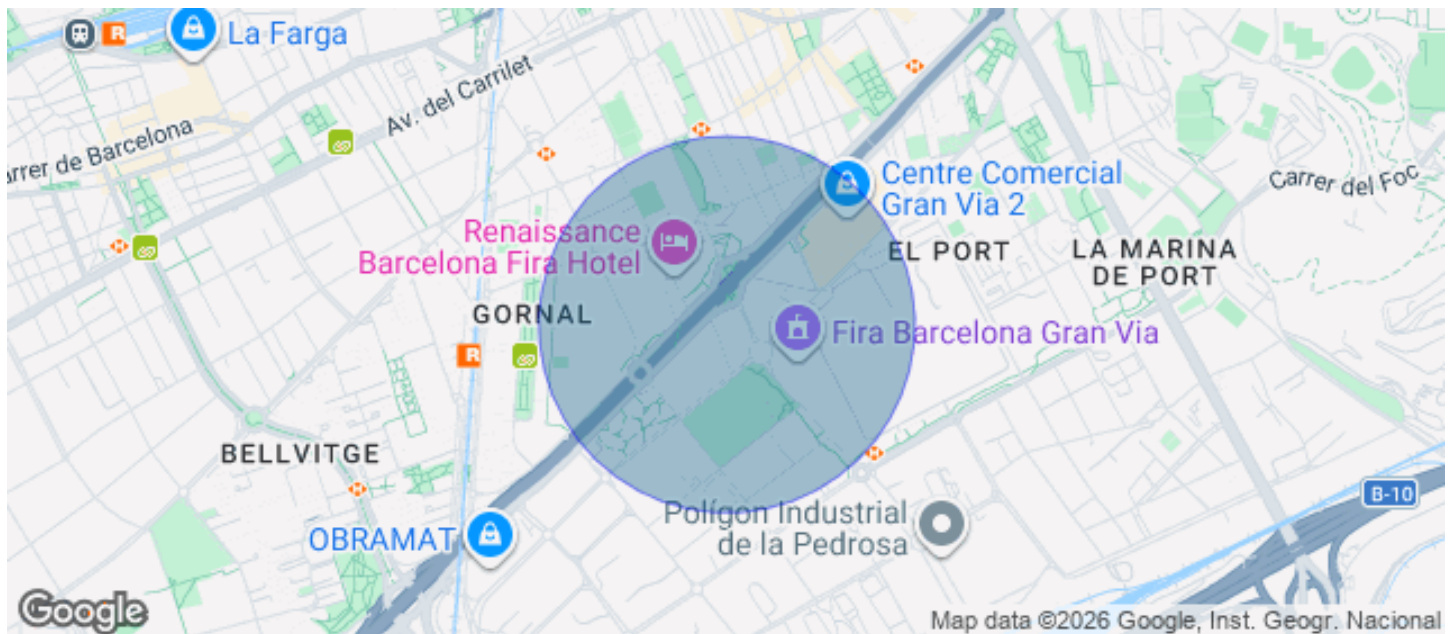 La Farga
Av. del Carrilet
Carrer de Barcelona
Centre Comercial
Gran Via 2
Carrer del Foc
Renaissance
Barcelona Fira Hotel
EL PORT
LA MARINA
DE PORT
GORNAL
Fira Barcelona Gran Via
R
R
BELLVITGE
B-10
Polígon Industrial
de la Pedrosa
OBRAMAT
Google
Map data ©2026 Google, Inst. Geogr. Nacional